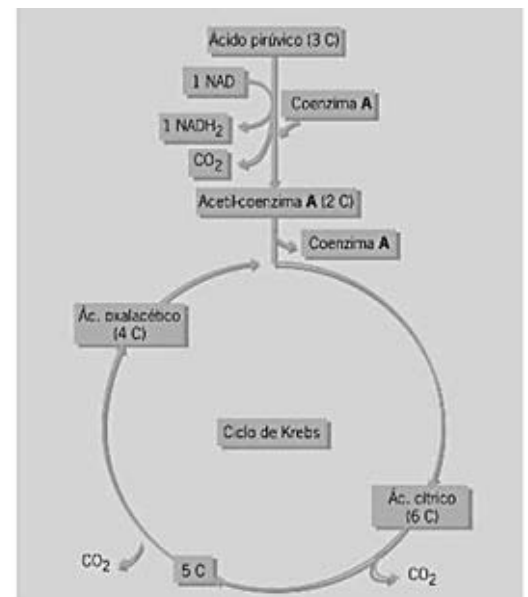 Ácido pirúvico (3 C)
1 NAD
Coenzima A
1 NADH₂
CO₂
Acetil-coenzima A (2 C)
Coenzima A
Ác. oxalacético
(4 C)
Ciclo de Krebs
Ác. cítrico
(6 C)
CO₂
5 C
CO₂